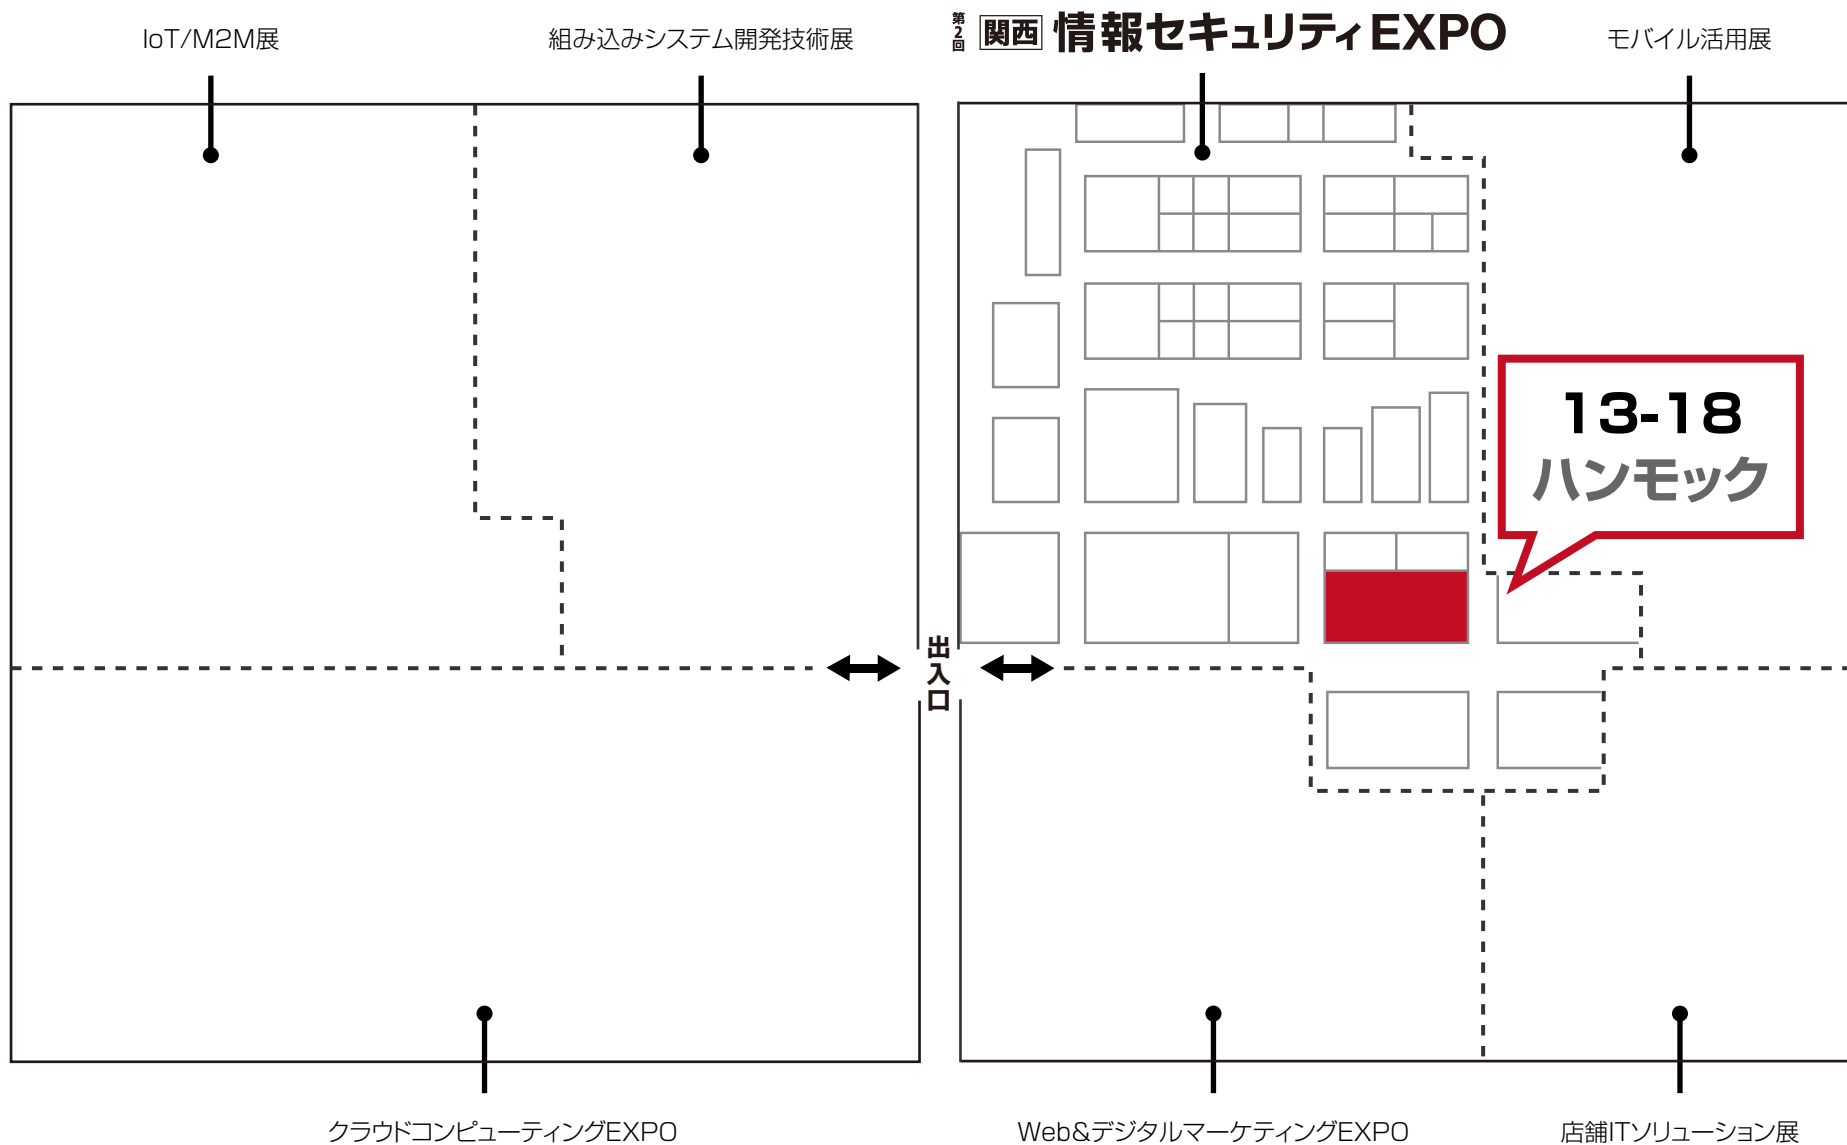 IoT/M2M展
組み込みシステム開発技術展
第2回 関西 情報セキュリティEXPO
モバイル活用展
13-18
ハンモック
出入口
クラウドコンピューティングEXPO
Web&デジタルマーケティングEXPO
店舗ITソリューション展